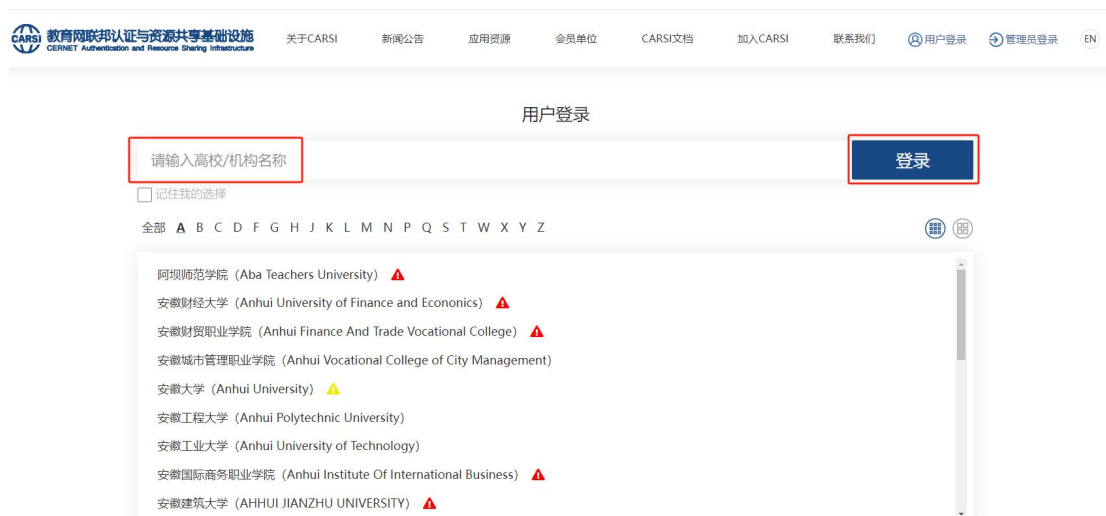 CARSI 教育网联邦认证与资源共享基础设施
CERNET Authentication and Resource Sharing Infrastructure
关于CARSI 新闻公告 应用资源 会员单位 CARSI文档 加入CARSI 联系我们 用户登录 管理员登录 EN
用户登录
请输入高校/机构名称 登录
记住我的选择
全部 A B C D F G H J K L M N P Q S T W X Y Z
阿坝师范学院（Aba Teachers University）
安徽财经大学（Anhui University of Finance and Econonics）
安徽财贸职业学院（Anhui Finance And Trade Vocational College）
安徽城市管理职业学院（Anhui Vocational College of City Management）
安徽大学（Anhui University）
安徽工程大学（Anhui Polytechnic University）
安徽工业大学（Anhui University of Technology）
安徽国际商务职业学院（Anhui Institute Of International Business）
安徽建筑大学（AHHUI JIANZHU UNIVERSITY）